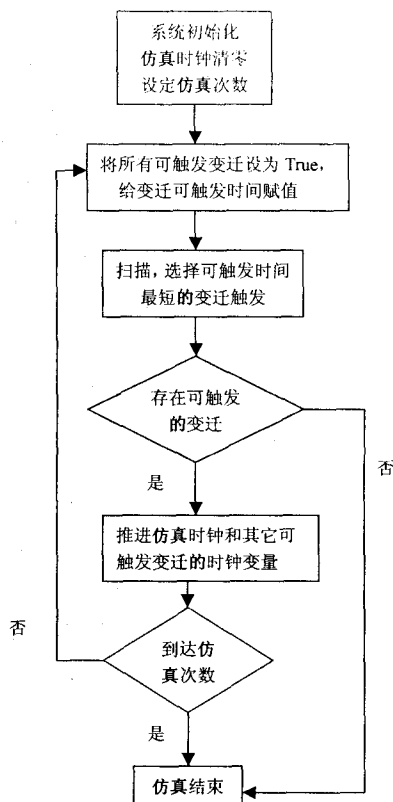 系统初始化
仿真时钟清零
设定仿真次数
将所有可触发变迁设为 True,
给变迁可触发时间赋值
扫描,选择可触发时间
最短的变迁触发
存在可触发
的变迁
否
是
推进仿真时钟和其它可
触发变迁的时钟变量
否
到达仿
真次数
是
仿真结束